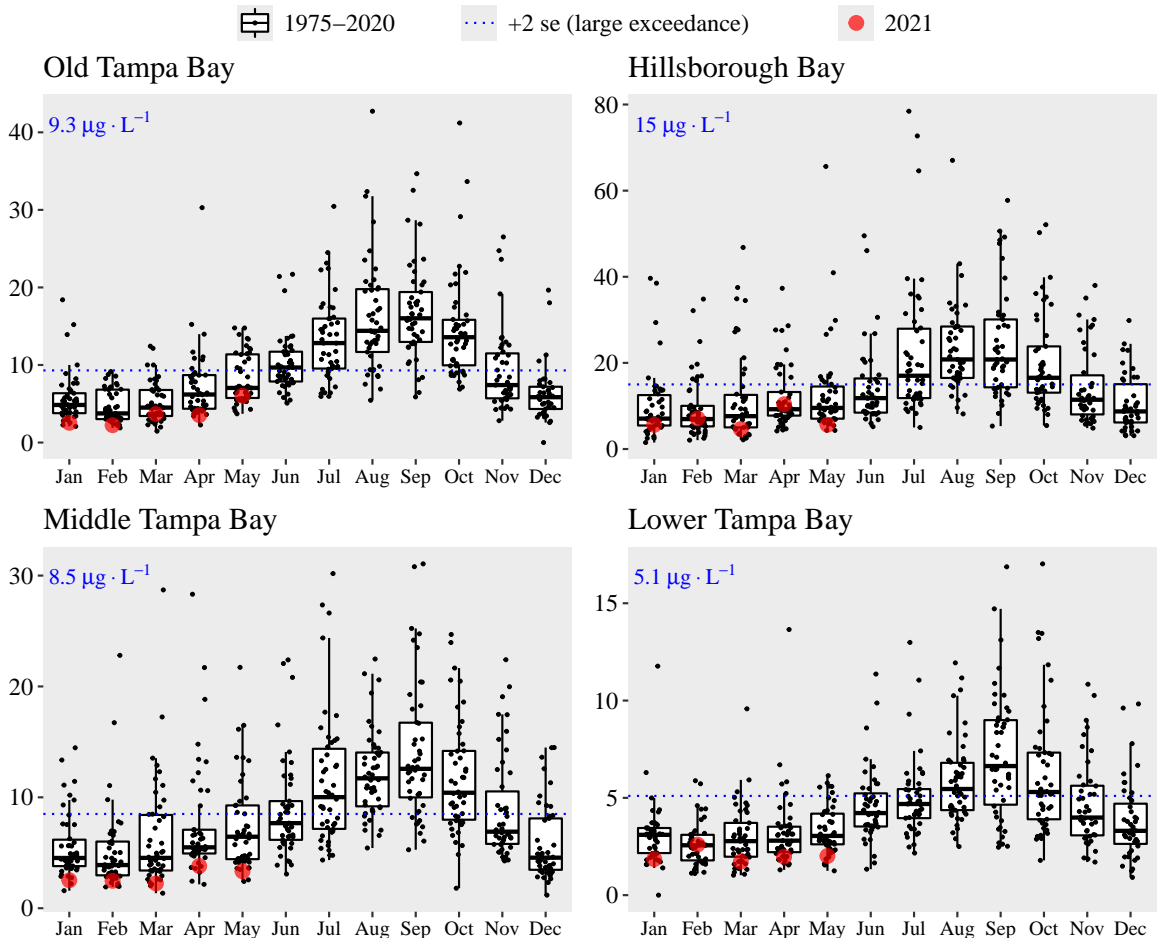 1975–2020 +2 se (large exceedance) 2021
Old Tampa Bay
9.3 μg · L⁻¹
40
30
20
10
0
Jan Feb Mar Apr May Jun Jul Aug Sep Oct Nov Dec
Hillsborough Bay
15 μg · L⁻¹
80
60
40
20
0
Jan Feb Mar Apr May Jun Jul Aug Sep Oct Nov Dec
Middle Tampa Bay
8.5 μg · L⁻¹
30
20
10
0
Jan Feb Mar Apr May Jun Jul Aug Sep Oct Nov Dec
Lower Tampa Bay
5.1 μg · L⁻¹
15
10
5
0
Jan Feb Mar Apr May Jun Jul Aug Sep Oct Nov Dec